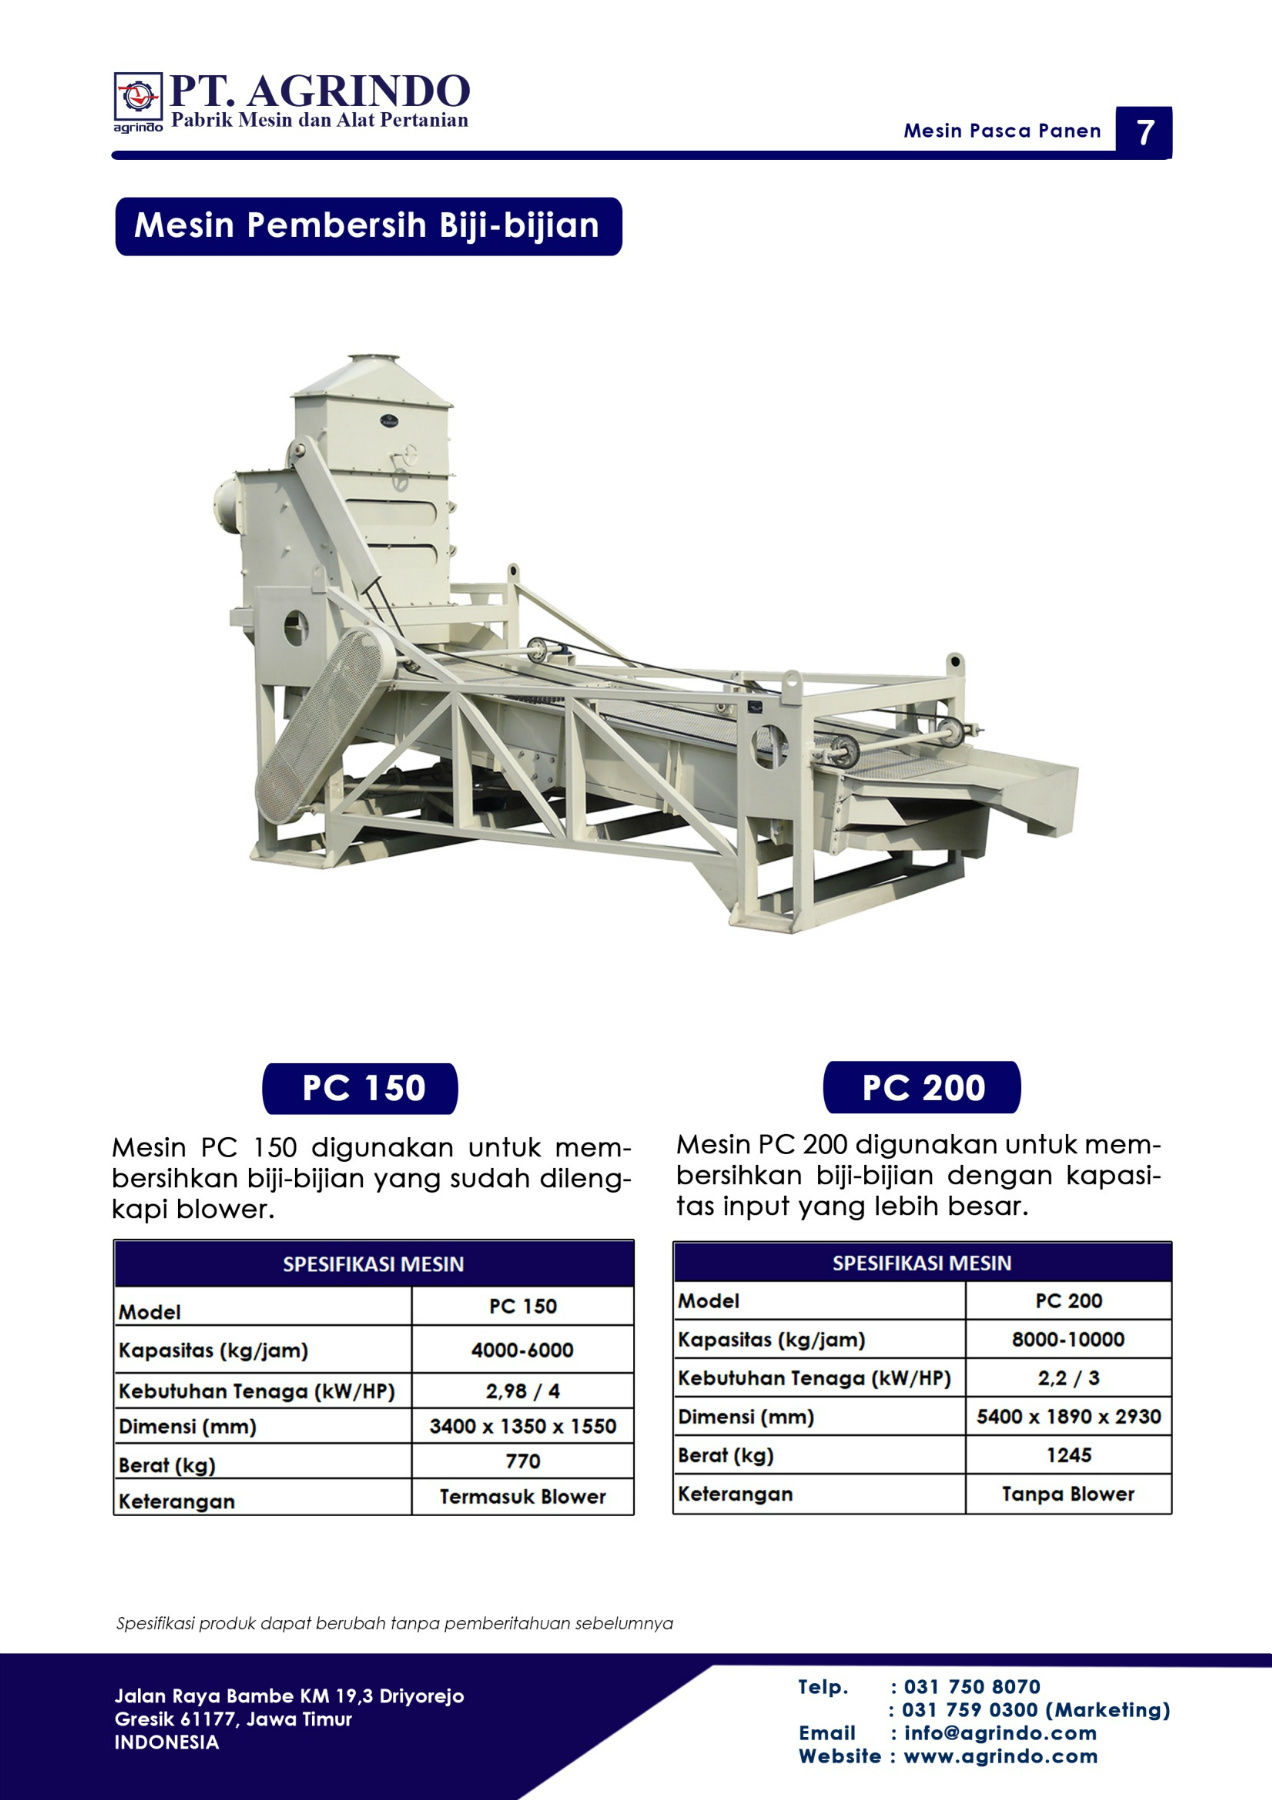 PT. AGRINDO
Pabrik Mesin dan Alat Pertanian
agrindo
Mesin Pasca Panen 7
Mesin Pembersih Biji-bijian
PC 150
Mesin PC 150 digunakan untuk mem-
bersihkan biji-bijian yang sudah dileng-
kapi blower.
SPESIFIKASI MESIN
Model PC 150
Kapasitas (kg/jam) 4000-6000
Kebutuhan Tenaga (kW/HP) 2,98 / 4
Dimensi (mm) 3400 x 1350 x 1550
Berat (kg) 770
Keterangan Termasuk Blower
PC 200
Mesin PC 200 digunakan untuk mem-
bersihkan biji-bijian dengan kapasi-
tas input yang lebih besar.
SPESIFIKASI MESIN
Model PC 200
Kapasitas (kg/jam) 8000-10000
Kebutuhan Tenaga (kW/HP) 2,2 / 3
Dimensi (mm) 5400 x 1890 x 2930
Berat (kg) 1245
Keterangan Tanpa Blower
Spesifikasi produk dapat berubah tanpa pemberitahuan sebelumnya
Jalan Raya Bambe KM 19,3 Driyorejo
Gresik 61177, Jawa Timur
INDONESIA
Telp. : 031 750 8070
: 031 759 0300 (Marketing)
Email : info@agrindo.com
Website : www.agrindo.com